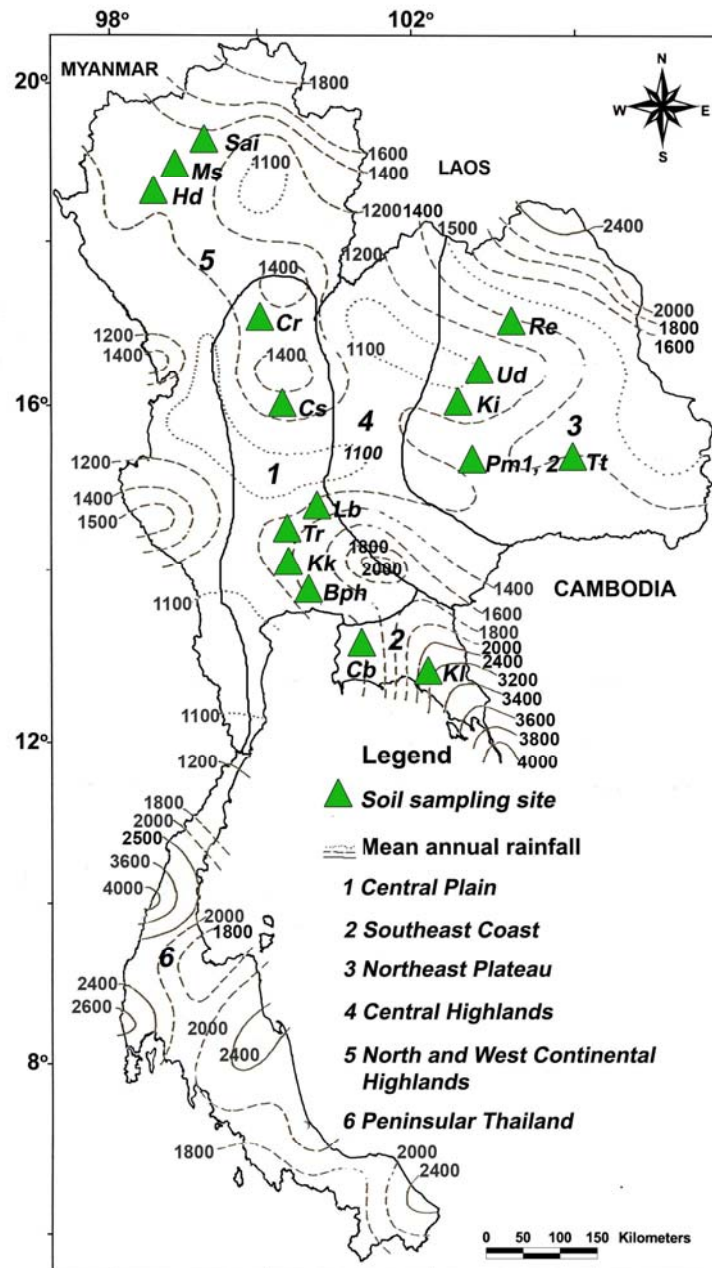 98° 102°
20°
MYANMAR
1800
N
W E
S
Sai
1100
1600
1400
Ms
LAOS
Hd
1200
1400
1500
2400
1200
5
1400
2000
1800
1600
1200
1400
Cr
Re
1100
1400
Ud
16°
Cs
Ki
4
3
1100
1
Pm1, 2
Tt
1200
1400
1500
Lb
Tr
1800
2000
Kk
1400
CAMBODIA
Bph
1600
1100
1800
2
2000
2400
Cb
Kl
3200
3400
1100
3600
12°
3800
4000
1200
Legend
Soil sampling site
1800
2000
2500
Mean annual rainfall
3600
4000
1 Central Plain
2000
1800
2 Southeast Coast
6
3 Northeast Plateau
2400
2600
2000
4 Central Highlands
2400
5 North and West Continental
Highlands
8°
6 Peninsular Thailand
1800
2000
2400
0 50 100 150 Kilometers